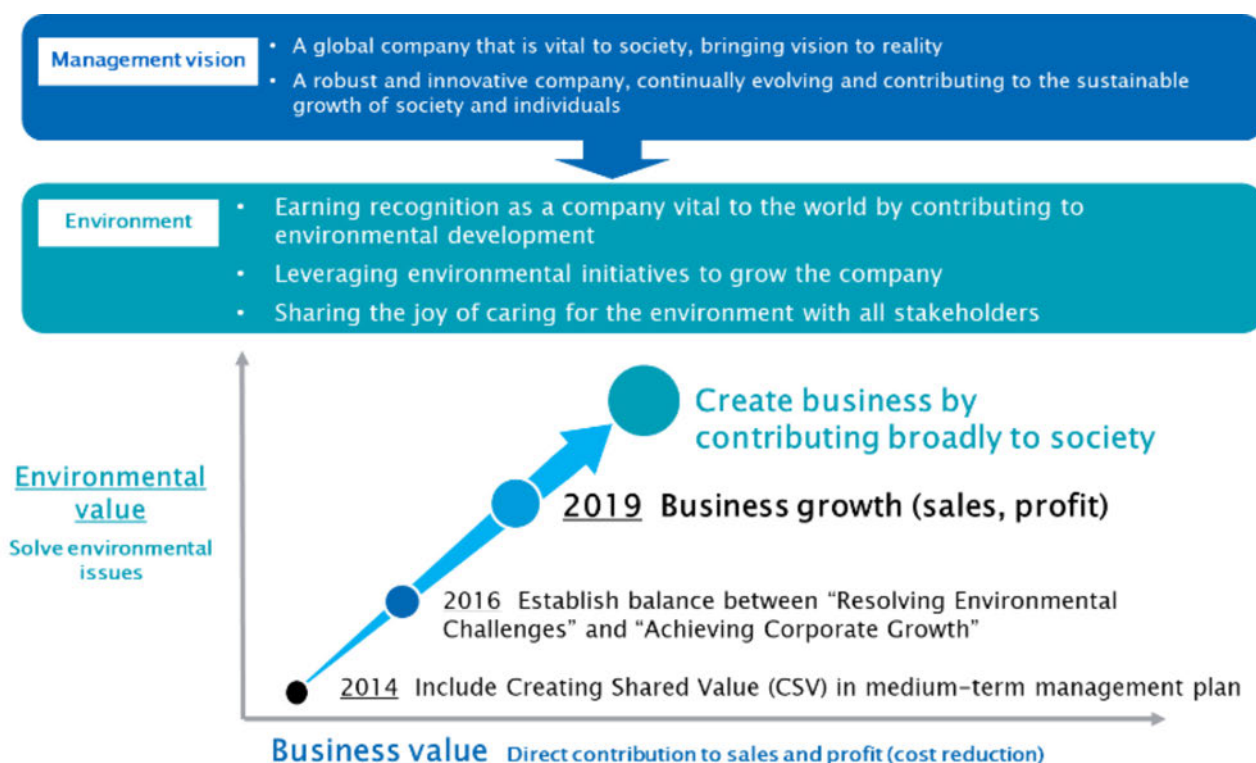 Management vision
• A global company that is vital to society, bringing vision to reality
• A robust and innovative company, continually evolving and contributing to the sustainable
growth of society and individuals
Environment
• Earning recognition as a company vital to the world by contributing to
environmental development
• Leveraging environmental initiatives to grow the company
• Sharing the joy of caring for the environment with all stakeholders
Create business by
contributing broadly to society
Environmental
value
Solve environmental
issues
2019 Business growth (sales, profit)
2016 Establish balance between “Resolving Environmental
Challenges” and “Achieving Corporate Growth”
2014 Include Creating Shared Value (CSV) in medium-term management plan
Business value Direct contribution to sales and profit (cost reduction)